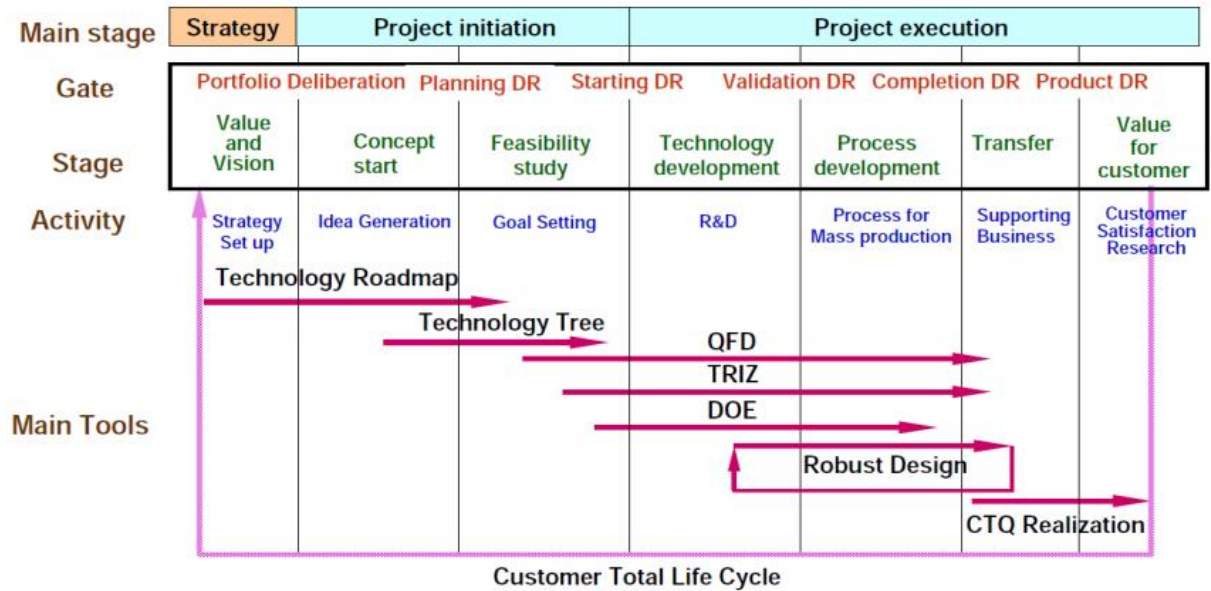 Main stage
Strategy
Project initiation
Project execution
Gate
Portfolio Deliberation
Planning DR
Starting DR
Validation DR
Completion DR
Product DR
Stage
Value
and
Vision
Concept
start
Feasibility
study
Technology
development
Process
development
Transfer
Value
for
customer
Activity
Strategy
Set up
Idea Generation
Goal Setting
R&D
Process for
Mass production
Supporting
Business
Customer
Satisfaction
Research
Main Tools
Technology Roadmap
Technology Tree
QFD
TRIZ
DOE
Robust Design
CTQ Realization
Customer Total Life Cycle